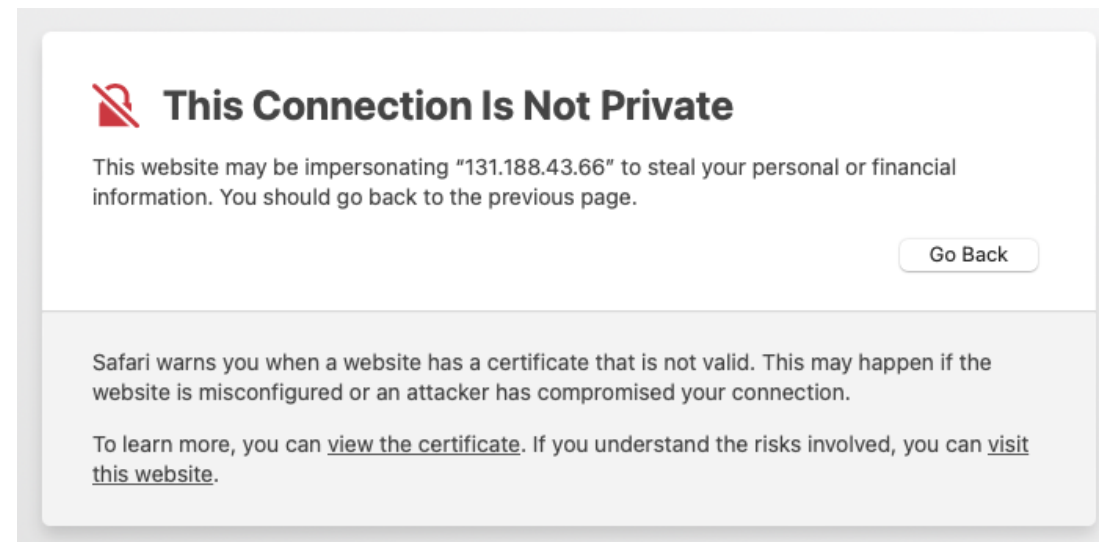 This Connection Is Not Private
This website may be impersonating “131.188.43.66” to steal your personal or financial
information. You should go back to the previous page.
Go Back
Safari warns you when a website has a certificate that is not valid. This may happen if the
website is misconfigured or an attacker has compromised your connection.
To learn more, you can view the certificate. If you understand the risks involved, you can visit
this website.